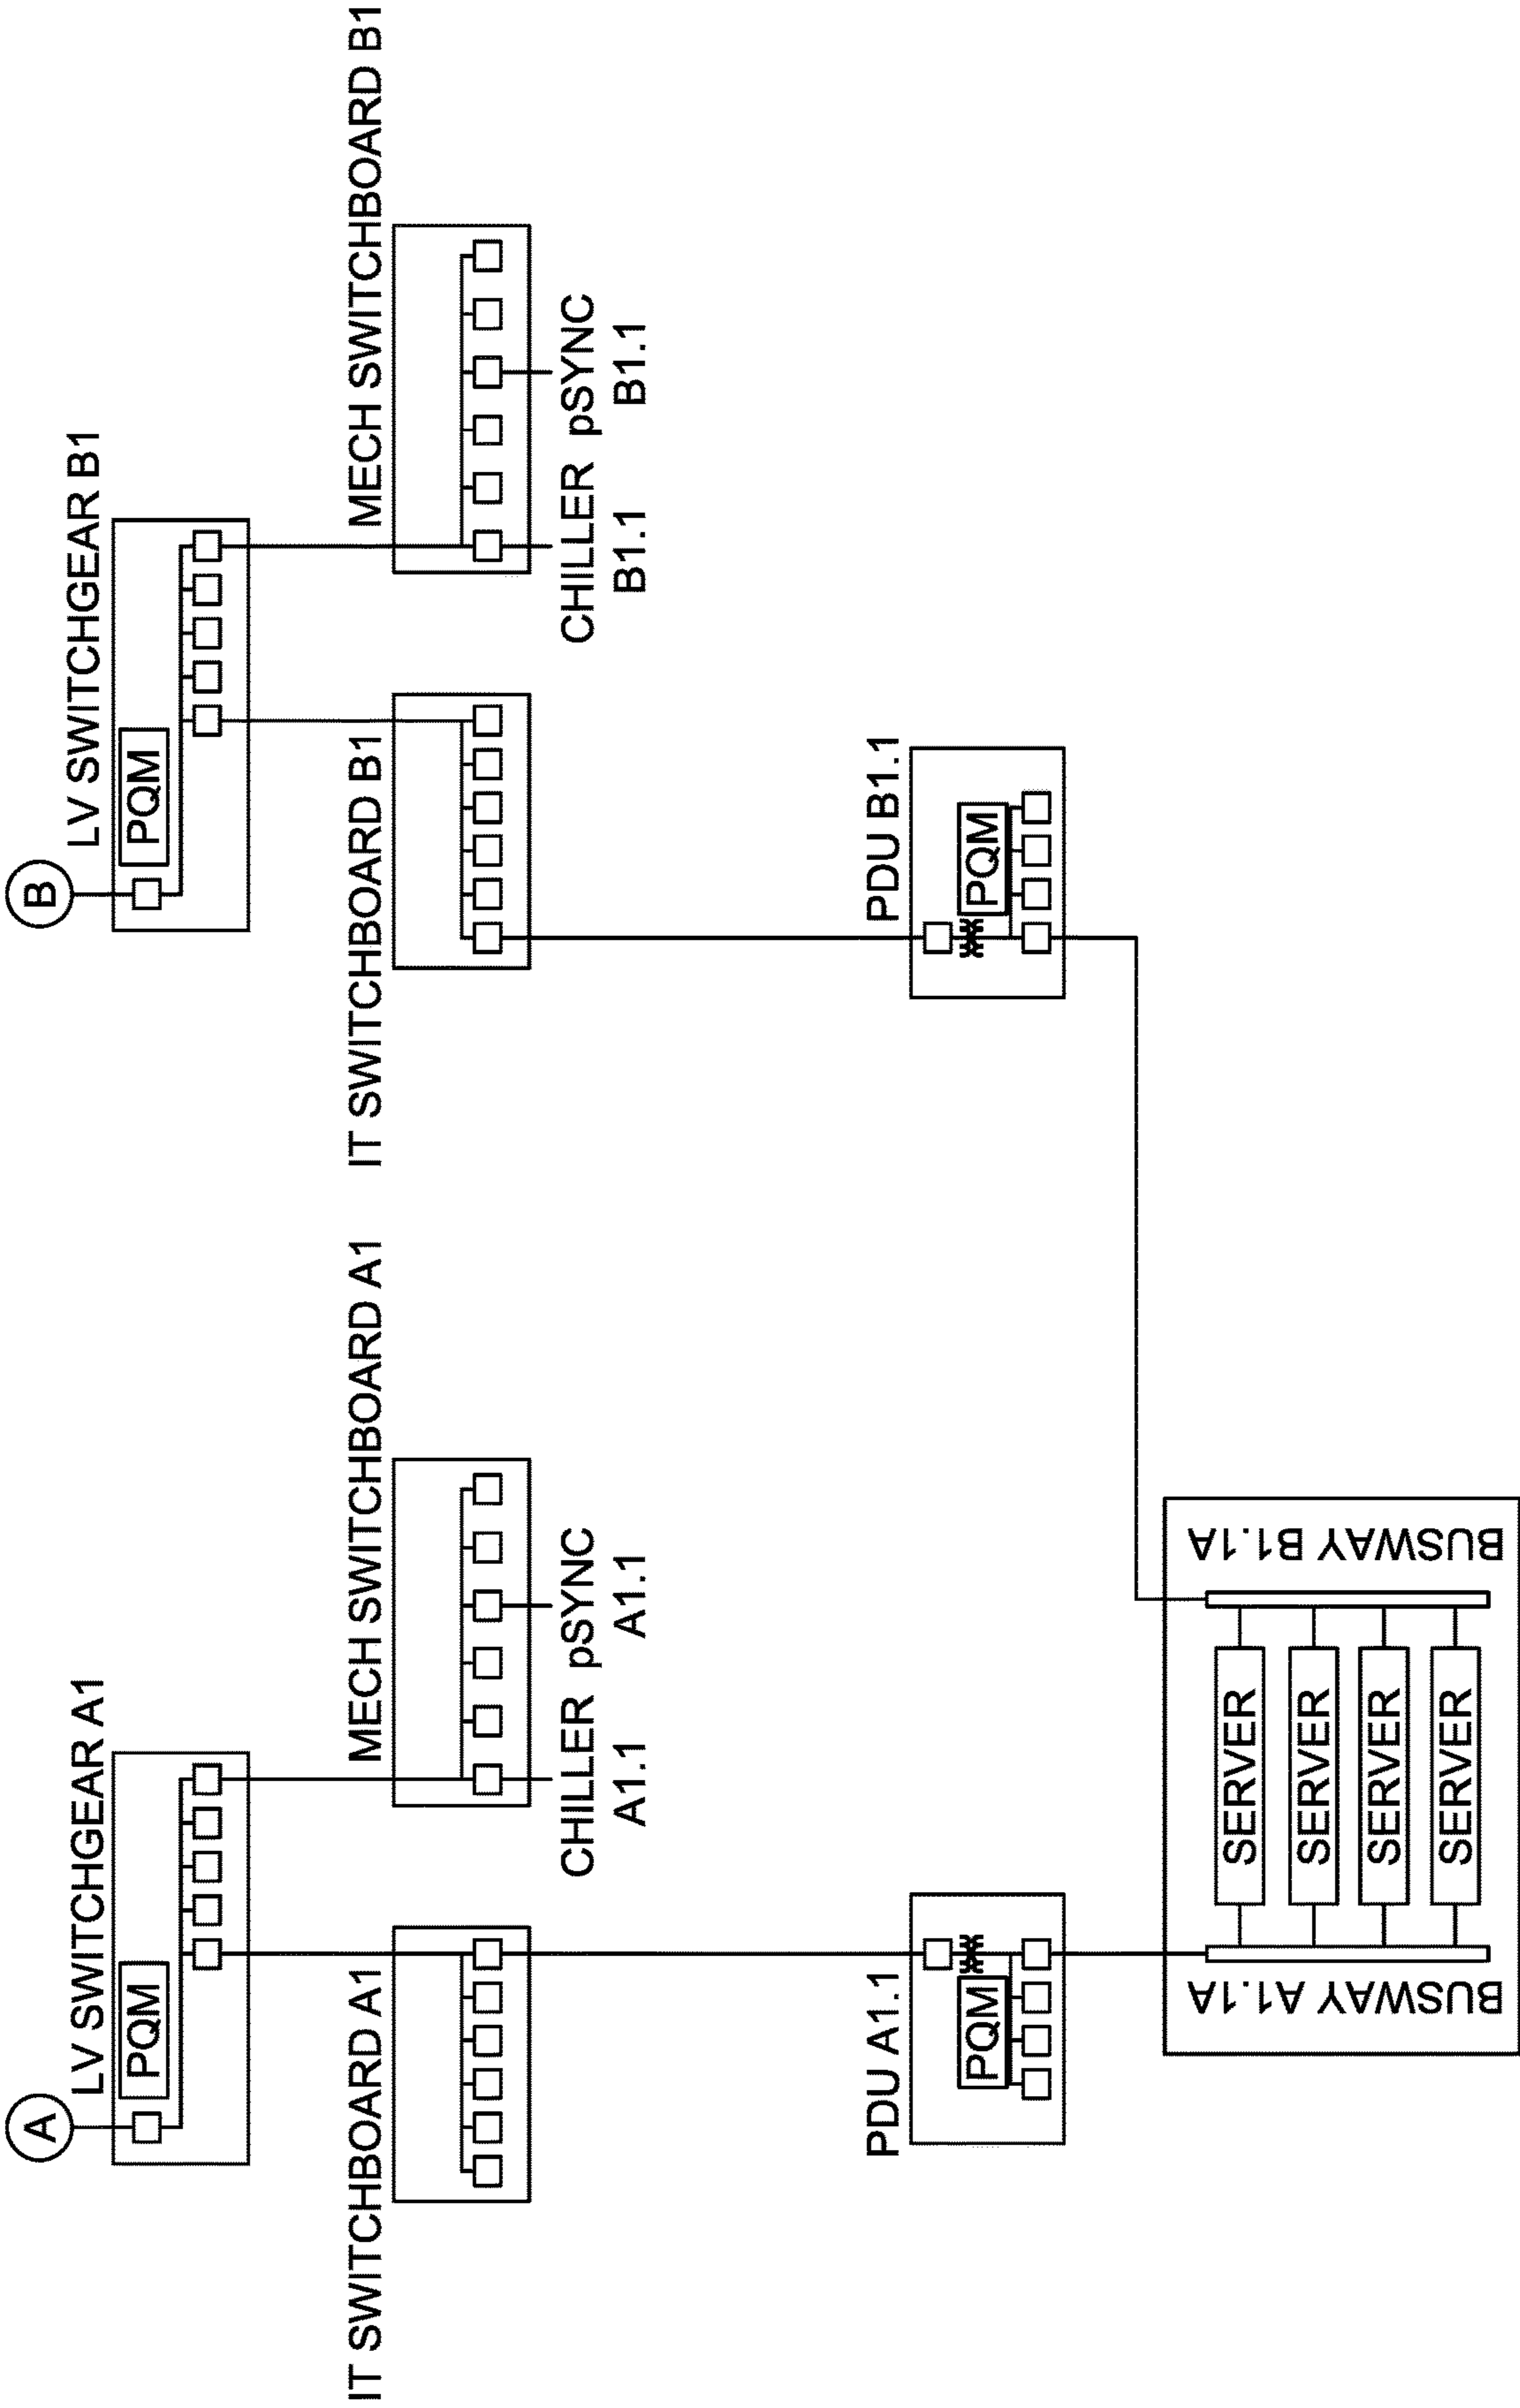 A
B
LV SWITCHGEAR A1
LV SWITCHGEAR B1
PQM
PQM
IT SWITCHBOARD A1
MECH SWITCHBOARD A1
IT SWITCHBOARD B1
MECH SWITCHBOARD B1
CHILLER
A1.1
pSYNC
A1.1
CHILLER
B1.1
pSYNC
B1.1
PDU A1.1
PDU B1.1
PQM
PQM
BUSWAY A1.1A
SERVER
SERVER
SERVER
SERVER
BUSWAY B1.1A